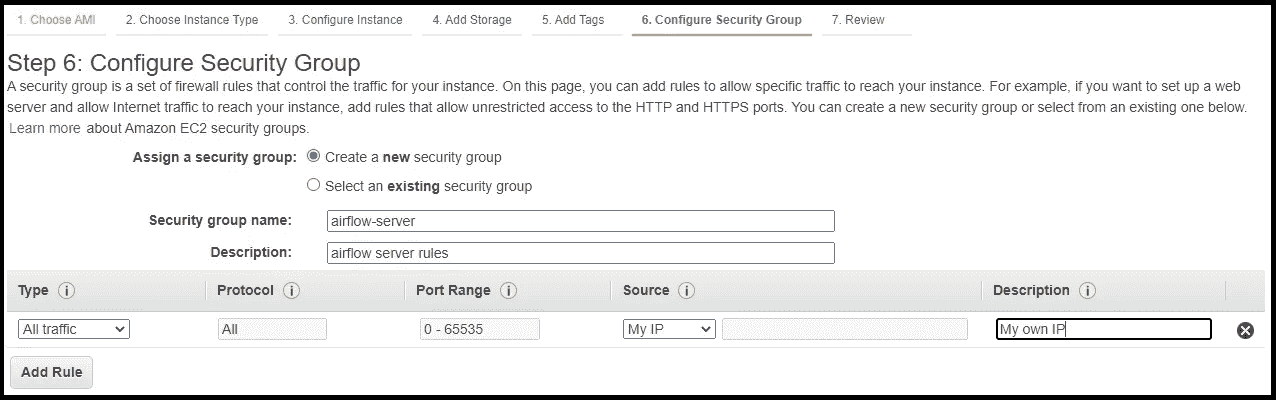 1. Choose AMI 2. Choose Instance Type 3. Configure Instance 4. Add Storage 5. Add Tags 6. Configure Security Group 7. Review
Step 6: Configure Security Group
A security group is a set of firewall rules that control the traffic for your instance. On this page, you can add rules to allow specific traffic to reach your instance. For example, if you want to set up a web
server and allow Internet traffic to reach your instance, add rules that allow unrestricted access to the HTTP and HTTPS ports. You can create a new security group or select from an existing one below.
Learn more about Amazon EC2 security groups.
Assign a security group: Create a new security group
Select an existing security group
Security group name: airflow-server
Description: airflow server rules
Type i Protocol i Port Range i Source i Description i
All traffic All 0 - 65535 My IP My own IP
Add Rule